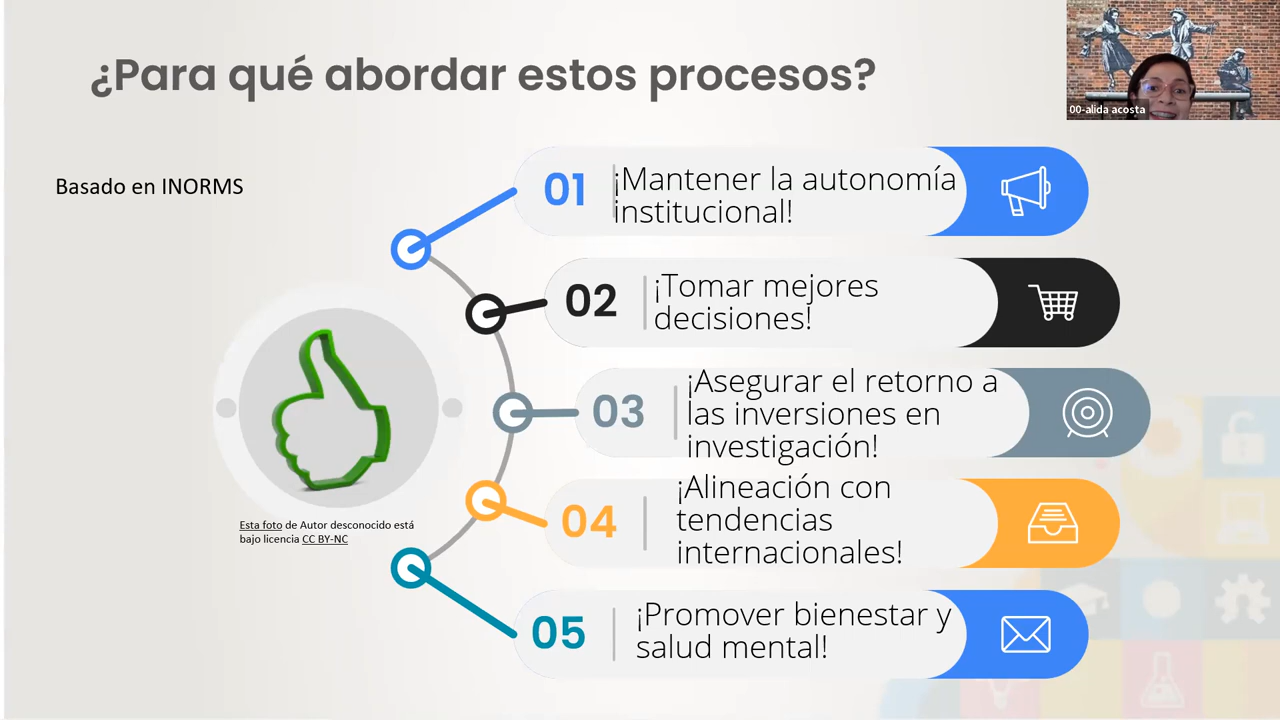 ¿Para qué abordar estos procesos?
00-alida acosta
Basado en INORMS
01
¡Mantener la autonomía
institucional!
02
¡Tomar mejores
decisiones!
03
¡Asegurar el retorno a
las inversiones en
investigación!
04
¡Alineación con
tendencias
internacionales!
05
¡Promover bienestar y
salud mental!
Esta foto de Autor desconocido está
bajo licencia CC BY-NC